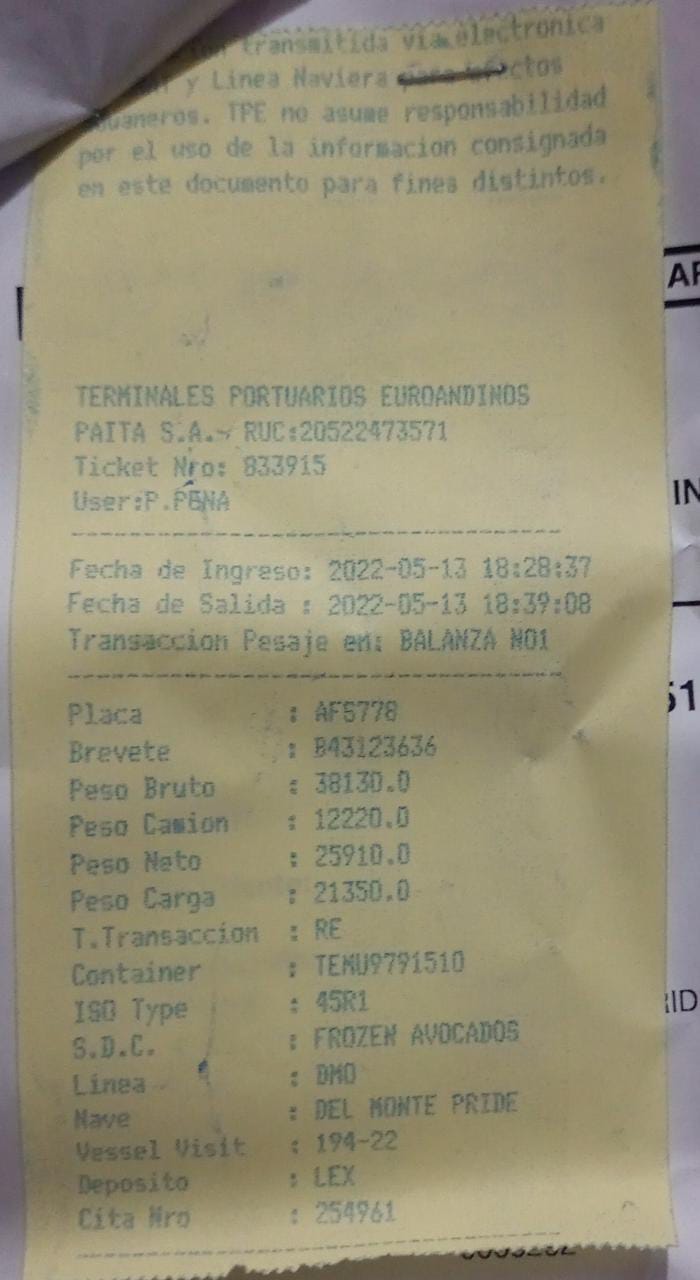 transmitida via electronica
y Linea Naviera para efectos
aduaneros. TPE no asume responsabilidad
por el uso de la informacion consignada
en este documento para fines distintos.
TERMINALES PORTUARIOS EUROANDINOS
PAITA S.A.- RUC:20522473571
Ticket Nro: 833915
User:P.PENA
Fecha de Ingreso: 2022-05-13 18:28:37
Fecha de Salida : 2022-05-13 18:39:08
Transaccion Pesaje en: BALANZA NO1
Placa : AFS778
Brevete : B43123636
Peso Bruto : 38130.0
Peso Camion : 12220.0
Peso Neto : 25910.0
Peso Carga : 21350.0
T.Transaccion : RE
Container : TEMU9791510
ISO Type : 45R1
S.D.C. : FROZEN AVOCADOS
Linea : DMO
Nave : DEL MONTE PRIDE
Vessel Visit : 194-22
Deposito : LEX
Cita Nro : 254961